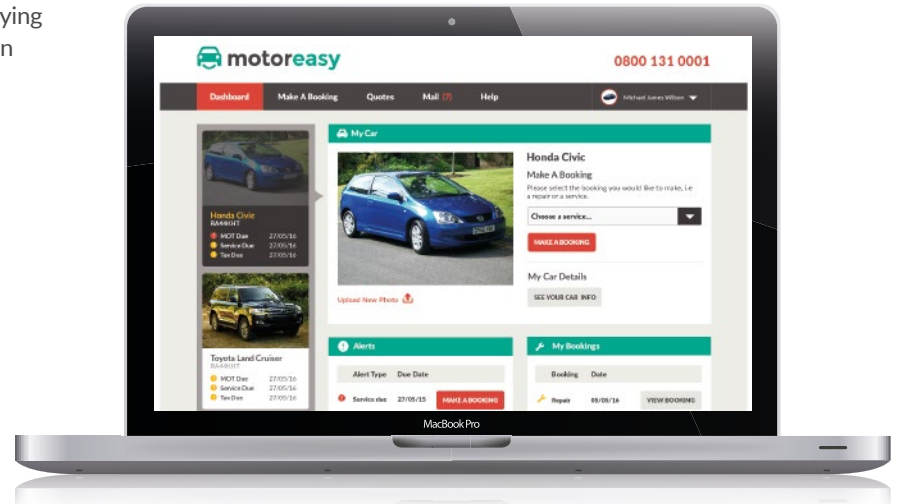 ying
n
motoreasy
0800 131 0001
Dashboard Make A Booking Quotes Mail (7) Help Michael James Wilson
My Car
Honda Civic
Make A Booking
Please select the booking you would like to make, i.e
a repair or a service.
Choose a service...
MAKE A BOOKING
My Car Details
SEE YOUR CAR INFO
Upload New Photo
Honda Civic
MOT Due 27/05/16
Service Due 27/05/16
Tax Due 27/05/16
Toyota Land Cruiser
MOT Due 27/05/16
Service Due 27/05/16
Tax Due 27/05/16
Alerts
Alert Type Due Date
Service due 27/05/15 MAKE A BOOKING
My Bookings
Booking Date
Repair 05/05/16 VIEW BOOKING
MacBook Pro